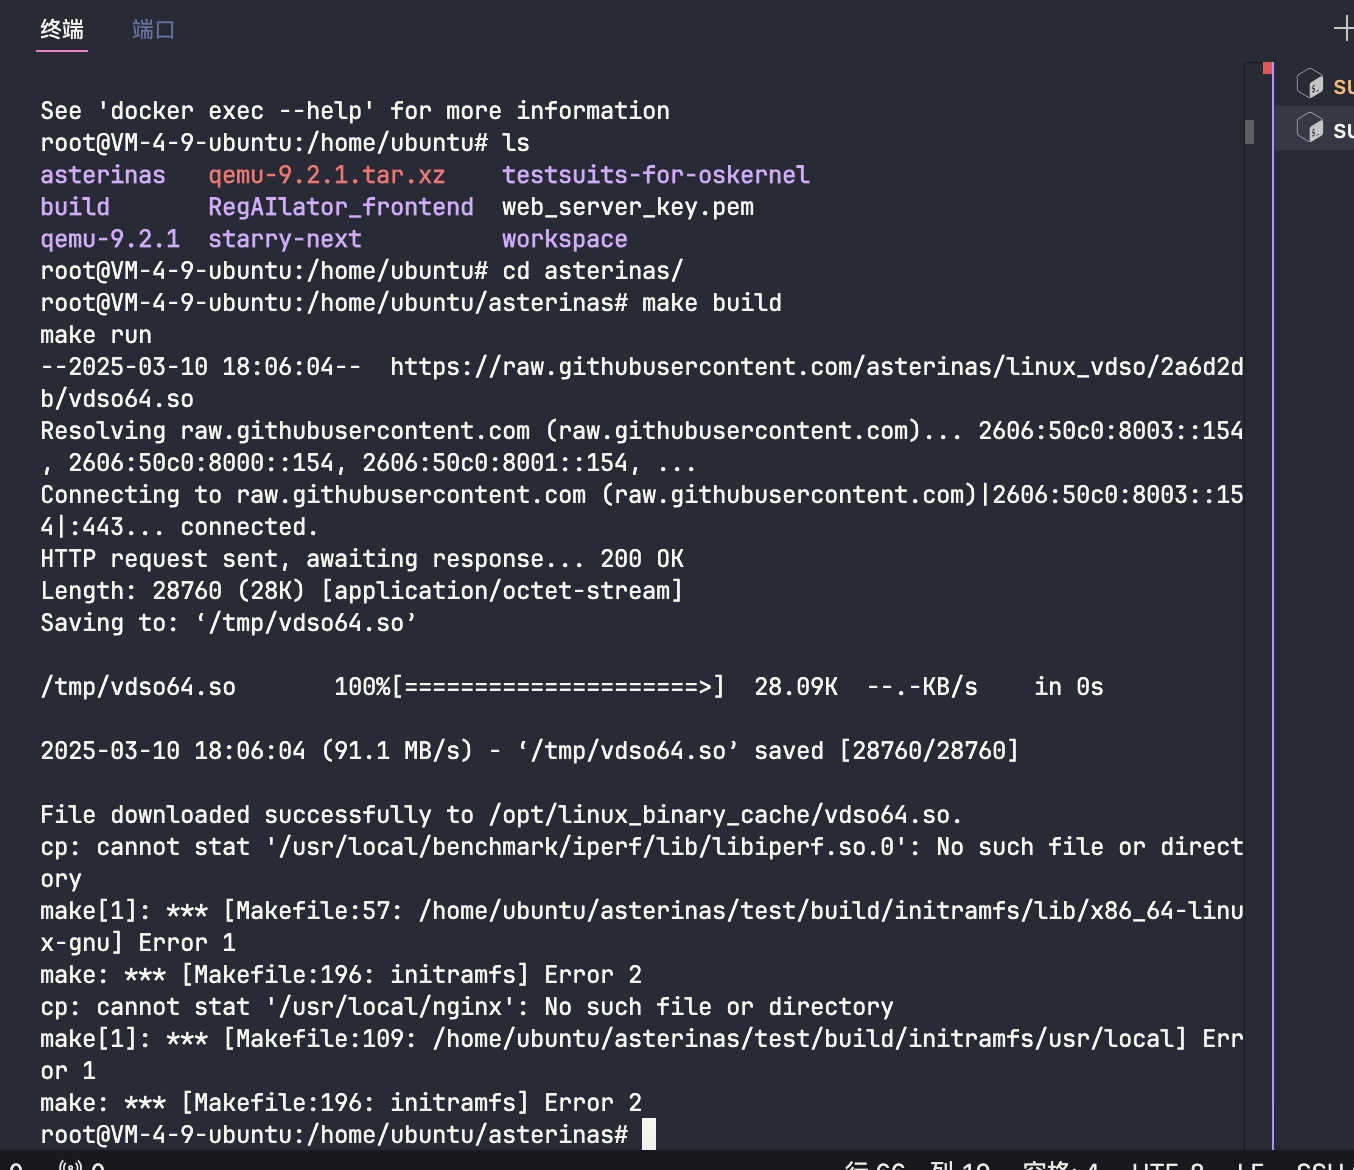 终端 端口
See 'docker exec --help' for more information
root@VM-4-9-ubuntu:/home/ubuntu# ls
asterinas qemu-9.2.1.tar.xz testsuits-for-oskernel
build RegAIlator_frontend web_server_key.pem
qemu-9.2.1 starry-next workspace
root@VM-4-9-ubuntu:/home/ubuntu# cd asterinas/
root@VM-4-9-ubuntu:/home/ubuntu/asterinas# make build
make run
--2025-03-10 18:06:04-- https://raw.githubusercontent.com/asterinas/linux_vdso/2a6d2d
b/vdso64.so
Resolving raw.githubusercontent.com (raw.githubusercontent.com)... 2606:50c0:8003::154
, 2606:50c0:8000::154, 2606:50c0:8001::154, ...
Connecting to raw.githubusercontent.com (raw.githubusercontent.com)|2606:50c0:8003::15
4|:443... connected.
HTTP request sent, awaiting response... 200 OK
Length: 28760 (28K) [application/octet-stream]
Saving to: ‘/tmp/vdso64.so’
/tmp/vdso64.so 100%[=====================>] 28.09K --.-KB/s in 0s
2025-03-10 18:06:04 (91.1 MB/s) - ‘/tmp/vdso64.so’ saved [28760/28760]
File downloaded successfully to /opt/linux_binary_cache/vdso64.so.
cp: cannot stat '/usr/local/benchmark/iperf/lib/libiperf.so.0': No such file or direct
ory
make[1]: *** [Makefile:57: /home/ubuntu/asterinas/test/build/initramfs/lib/x86_64-linu
x-gnu] Error 1
make: *** [Makefile:196: initramfs] Error 2
cp: cannot stat '/usr/local/nginx': No such file or directory
make[1]: *** [Makefile:109: /home/ubuntu/asterinas/test/build/initramfs/usr/local] Err
or 1
make: *** [Makefile:196: initramfs] Error 2
root@VM-4-9-ubuntu:/home/ubuntu/asterinas#
su
su